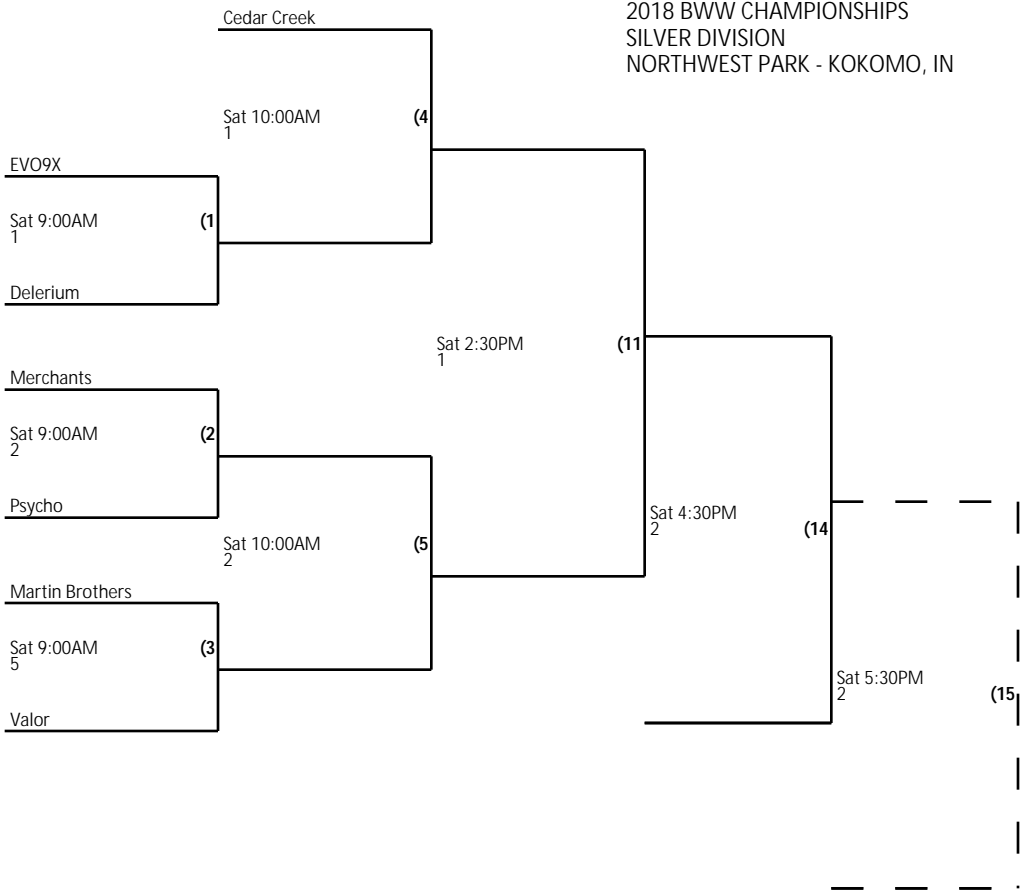 2018 BWW CHAMPIONSHIPS
SILVER DIVISION
NORTHWEST PARK - KOKOMO, IN
Cedar Creek
Sat 10:00AM (4
1
EVO9X
Sat 9:00AM (1
1
Delerium
Sat 2:30PM (11
1
Merchants
Sat 9:00AM (2
2
Psycho
Sat 10:00AM (5
2
Sat 4:30PM (14
2
Martin Brothers
Sat 9:00AM (3
5
Valor
Sat 5:30PM (15
2